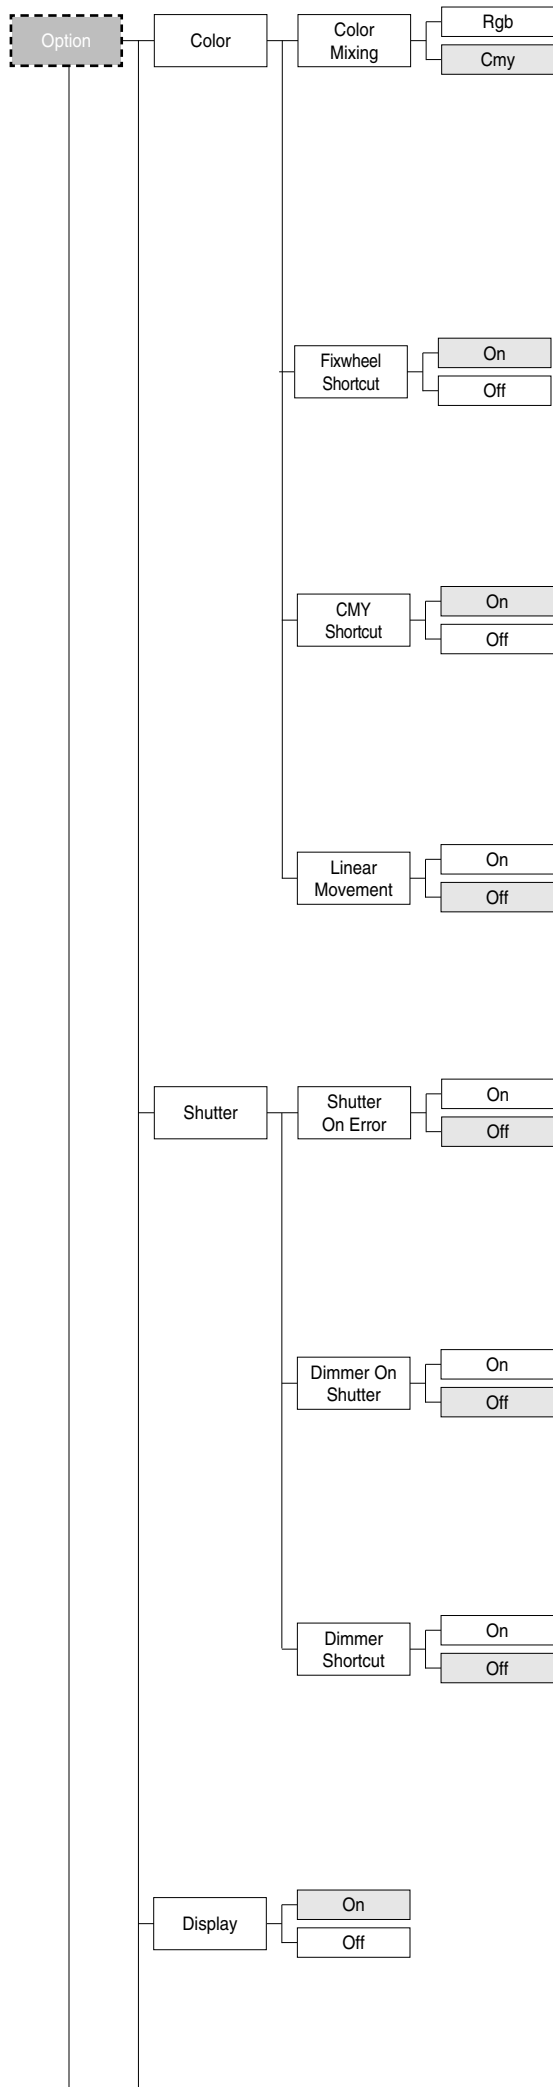 Option
Color
Color
Mixing
Rgb
Cmy
Fixwheel
Shortcut
On
Off
CMY
Shortcut
On
Off
Linear
Movement
On
Off
Shutter
Shutter
On Error
On
Off
Dimmer On
Shutter
On
Off
Dimmer
Shortcut
On
Off
Display
On
Off